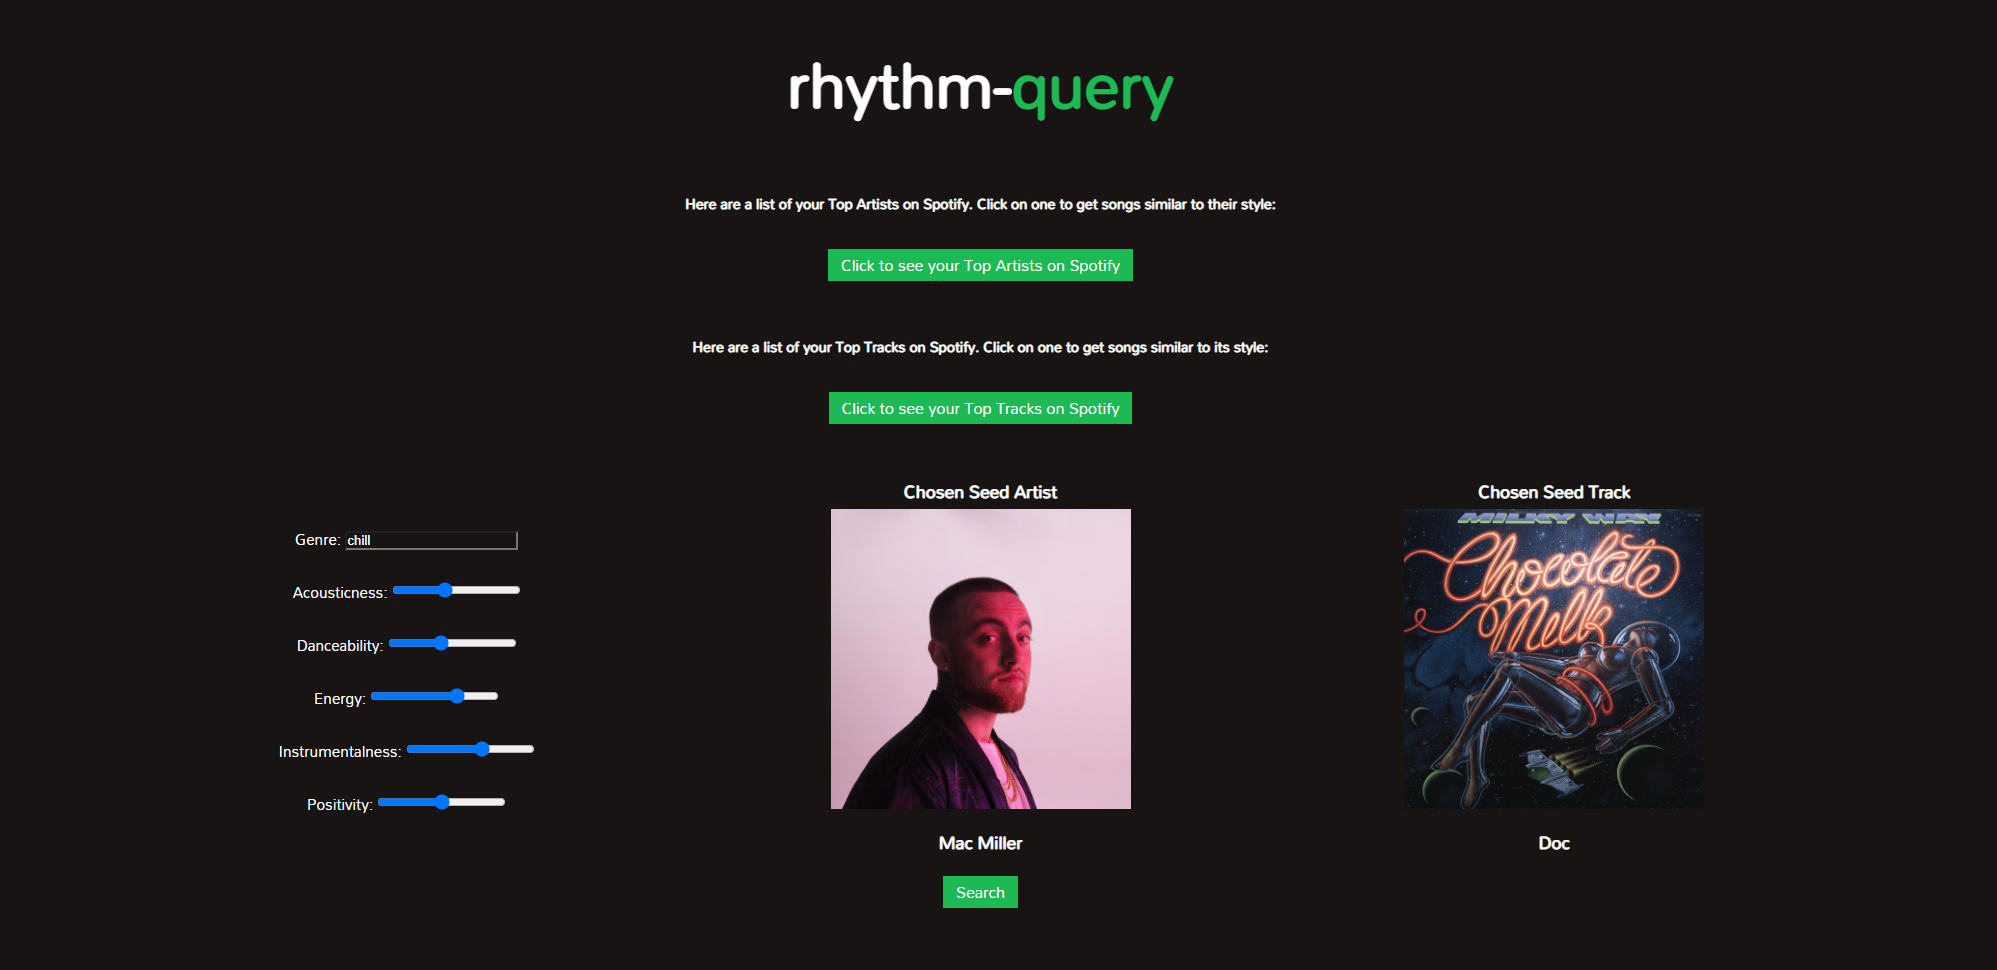 rhythm-query
Here are a list of your Top Artists on Spotify. Click on one to get songs similar to their style:
Click to see your Top Artists on Spotify
Here are a list of your Top Tracks on Spotify. Click on one to get songs similar to its style:
Click to see your Top Tracks on Spotify
Genre: chill
Acousticness:
Danceability:
Energy:
Instrumentalness:
Positivity:
Chosen Seed Artist
Mac Miller
Search
Chosen Seed Track
MILKY WAX
Chocolate
Melk
Doc